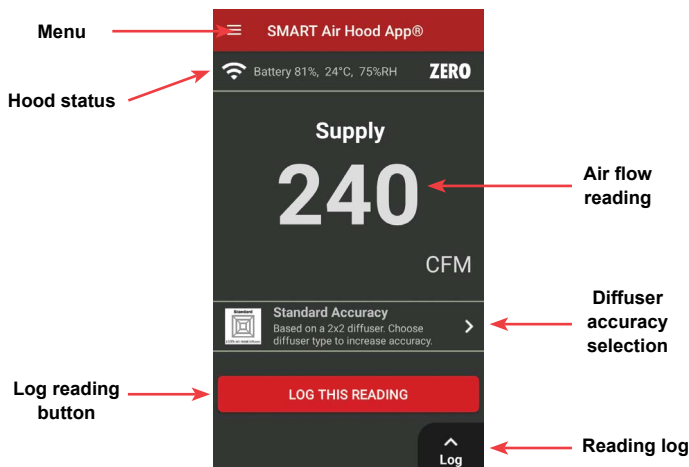 Menu
SMART Air Hood App®
Battery 81%, 24°C, 75%RH
ZERO
Hood status
Supply
240
Air flow
reading
CFM
Standard
Standard Accuracy
Based on a 2x2 diffuser. Choose
diffuser type to increase accuracy.
Diffuser
accuracy
selection
Log reading
button
LOG THIS READING
Log
Reading log